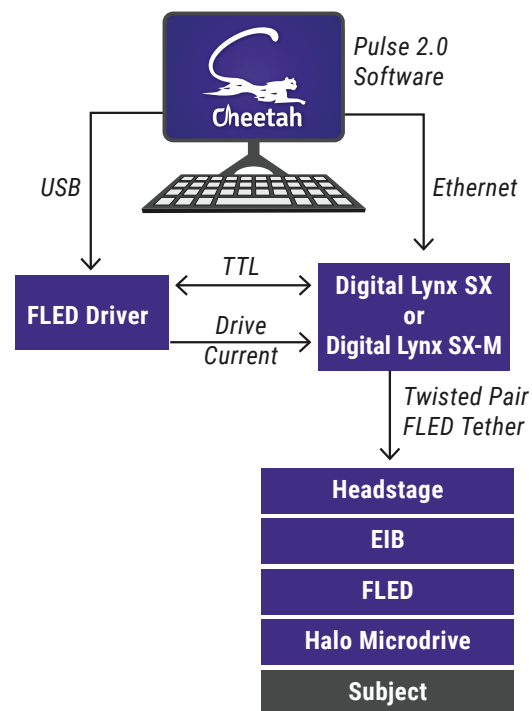 Pulse 2.0
Software
Cheetah
USB
Ethernet
TTL
FLED Driver
Digital Lynx SX
or
Digital Lynx SX-M
Drive
Current
Twisted Pair
FLED Tether
Headstage
EIB
FLED
Halo Microdrive
Subject